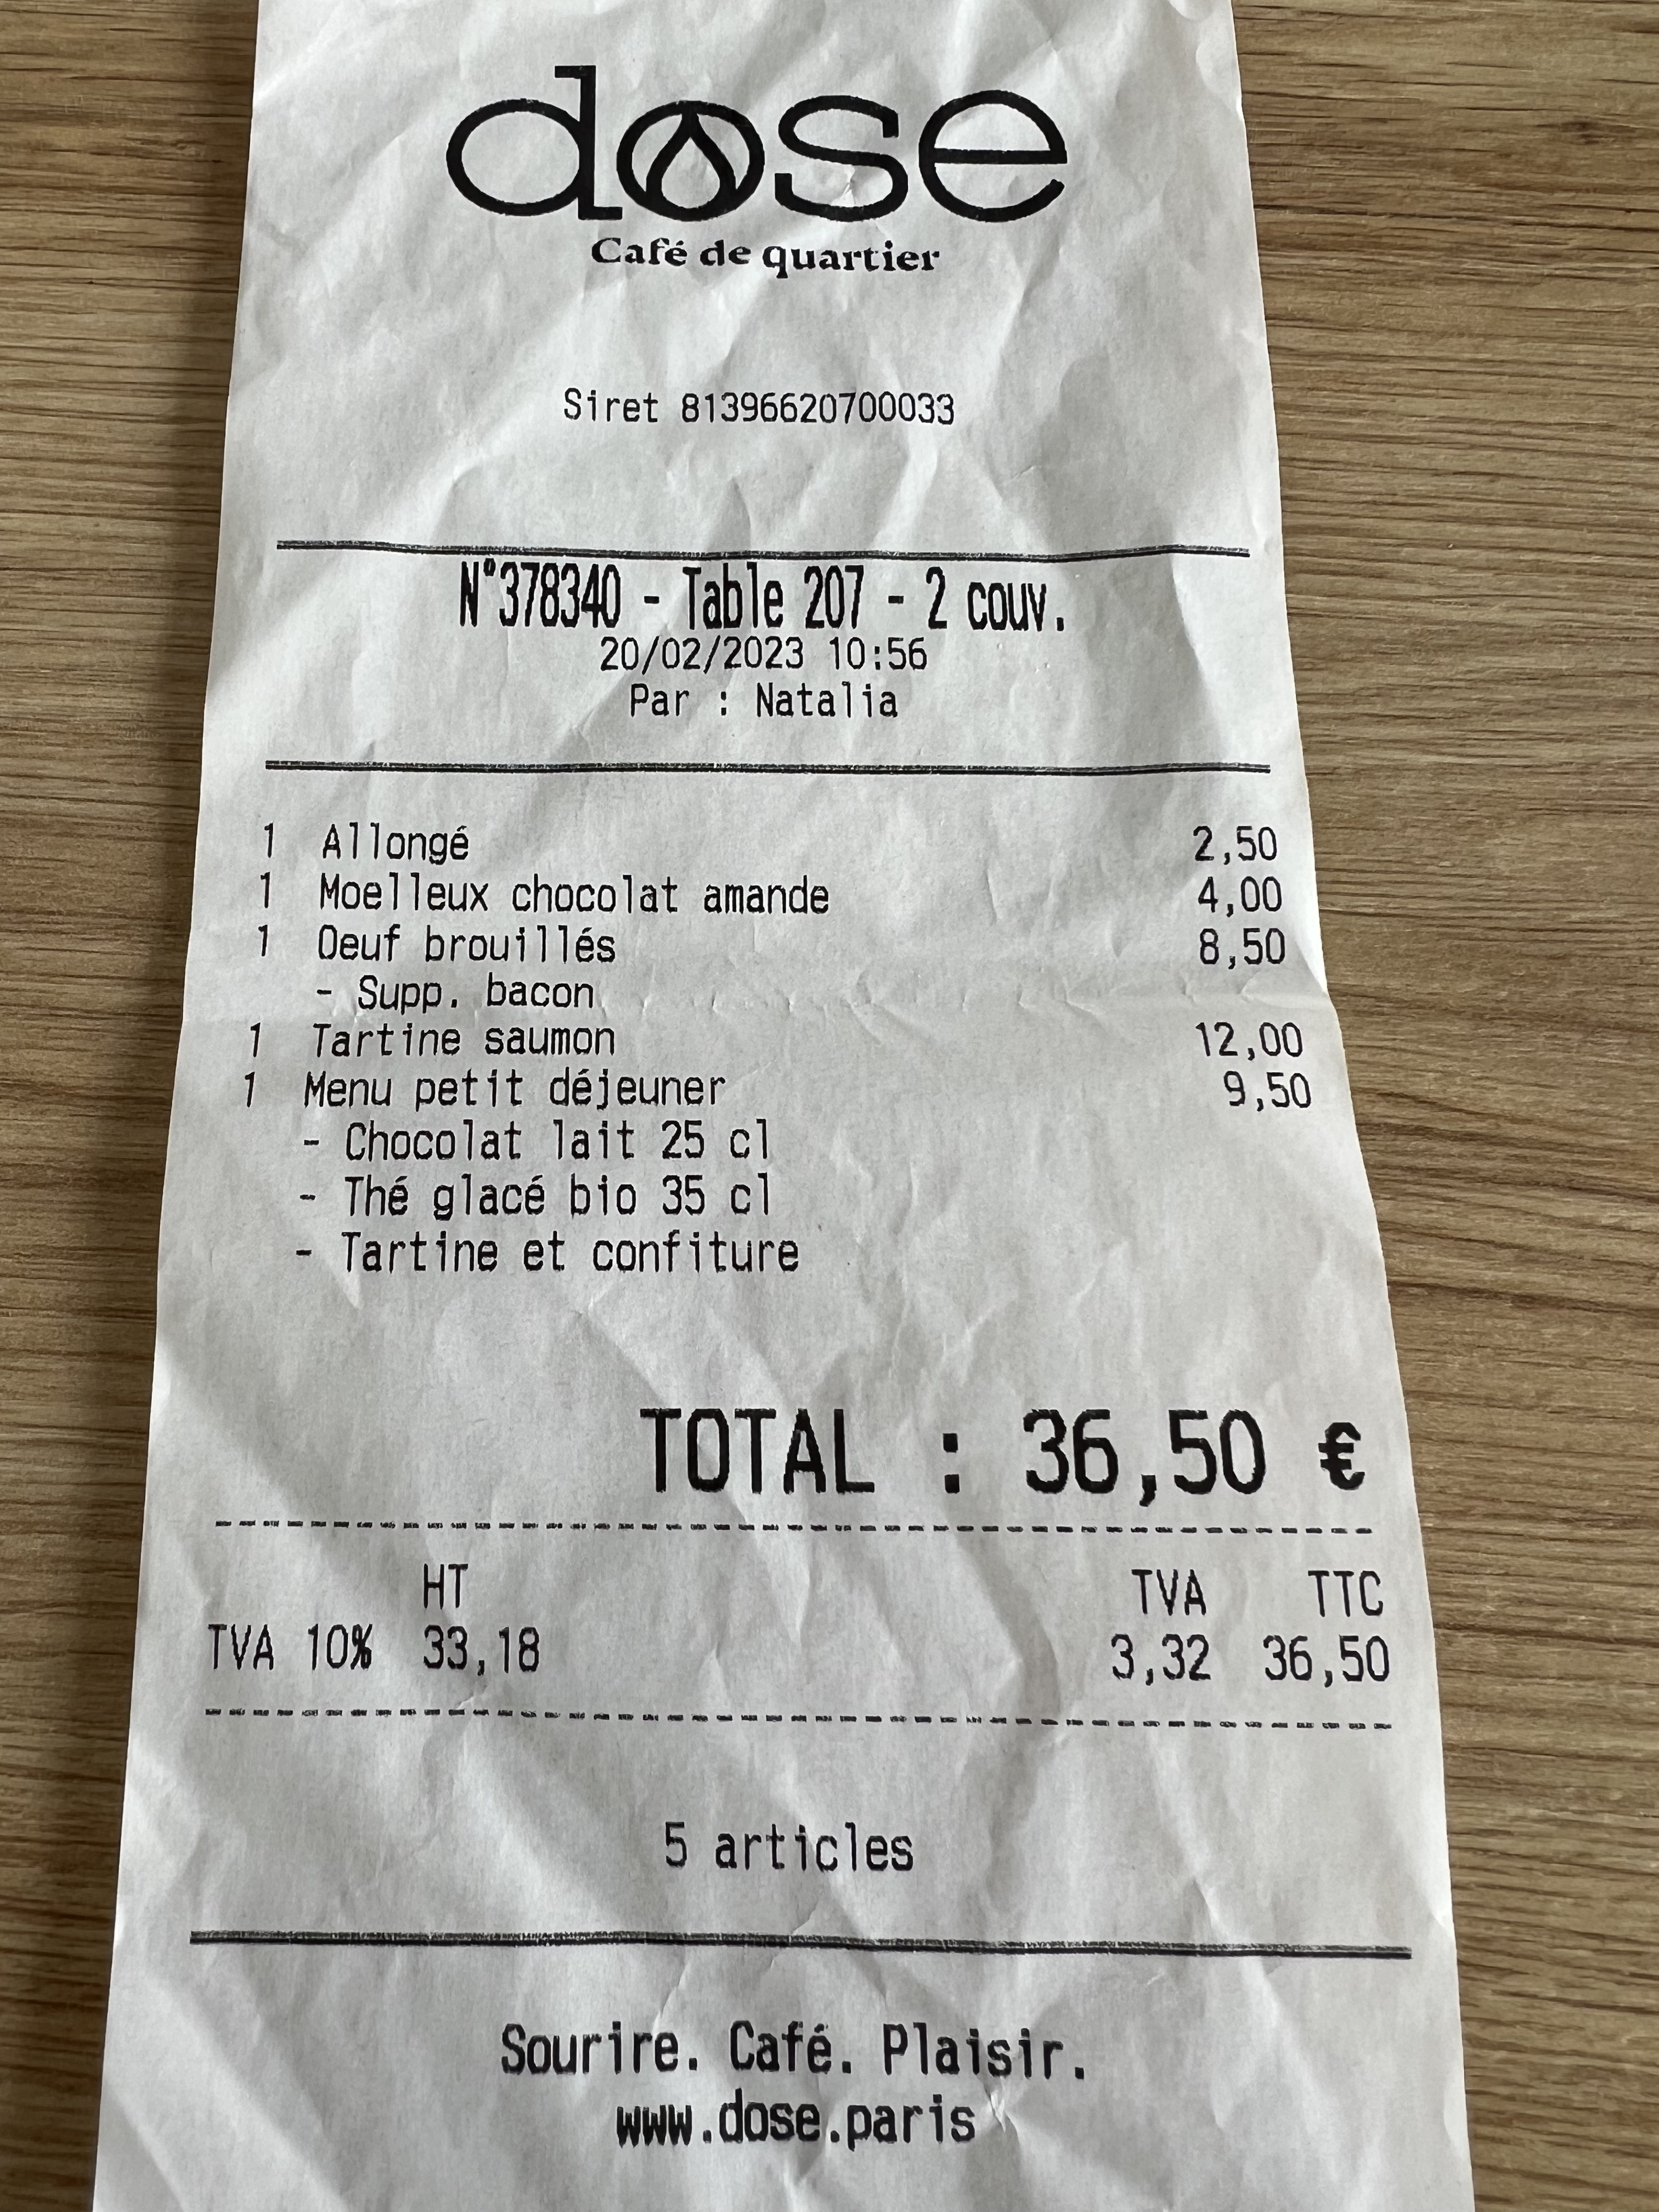 dose
Café de quartier
Siret 81396620700033
N°378340 - Table 207 - 2 couv.
20/02/2023 10:56
Par : Natalia
1 Allongé 2,50
1 Moelleux chocolat amande 4,00
1 Oeuf brouillés 8,50
- Supp. bacon
1 Tartine saumon 12,00
1 Menu petit déjeuner 9,50
- Chocolat lait 25 cl
- Thé glacé bio 35 cl
- Tartine et confiture
TOTAL : 36,50 €
HT TVA TTC
TVA 10% 33,18 3,32 36,50
5 articles
Sourire. Café. Plaisir.
www.dose.paris